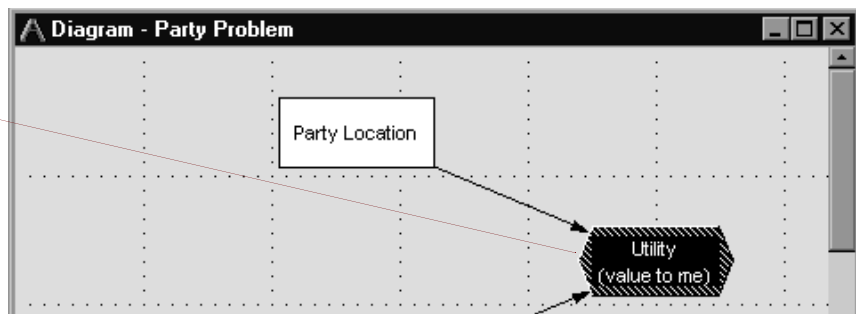 Diagram - Party Problem
Party Location
Utility
(value to me)